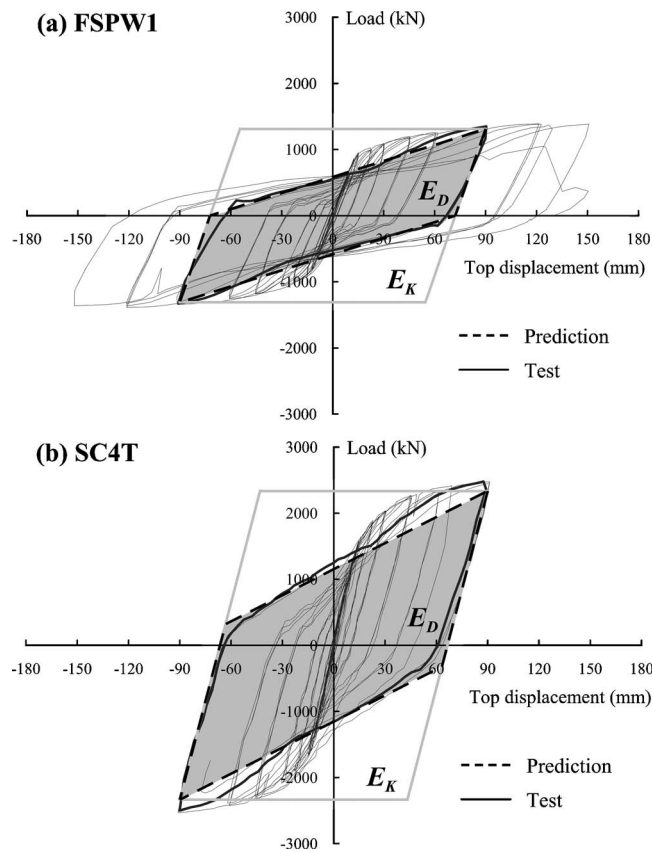 (a) FSPW1
Load (kN)
3000
2000
1000
0
-1000
-2000
-3000
-180 -150 -120 -90 -60 -30 0 30 60 90 120 150 180
Top displacement (mm)
E_D
E_K
Prediction
Test
(b) SC4T
Load (kN)
3000
2000
1000
0
-1000
-2000
-3000
-180 -150 -120 -90 -60 -30 0 30 60 90 120 150 180
Top displacement (mm)
E_D
E_K
Prediction
Test